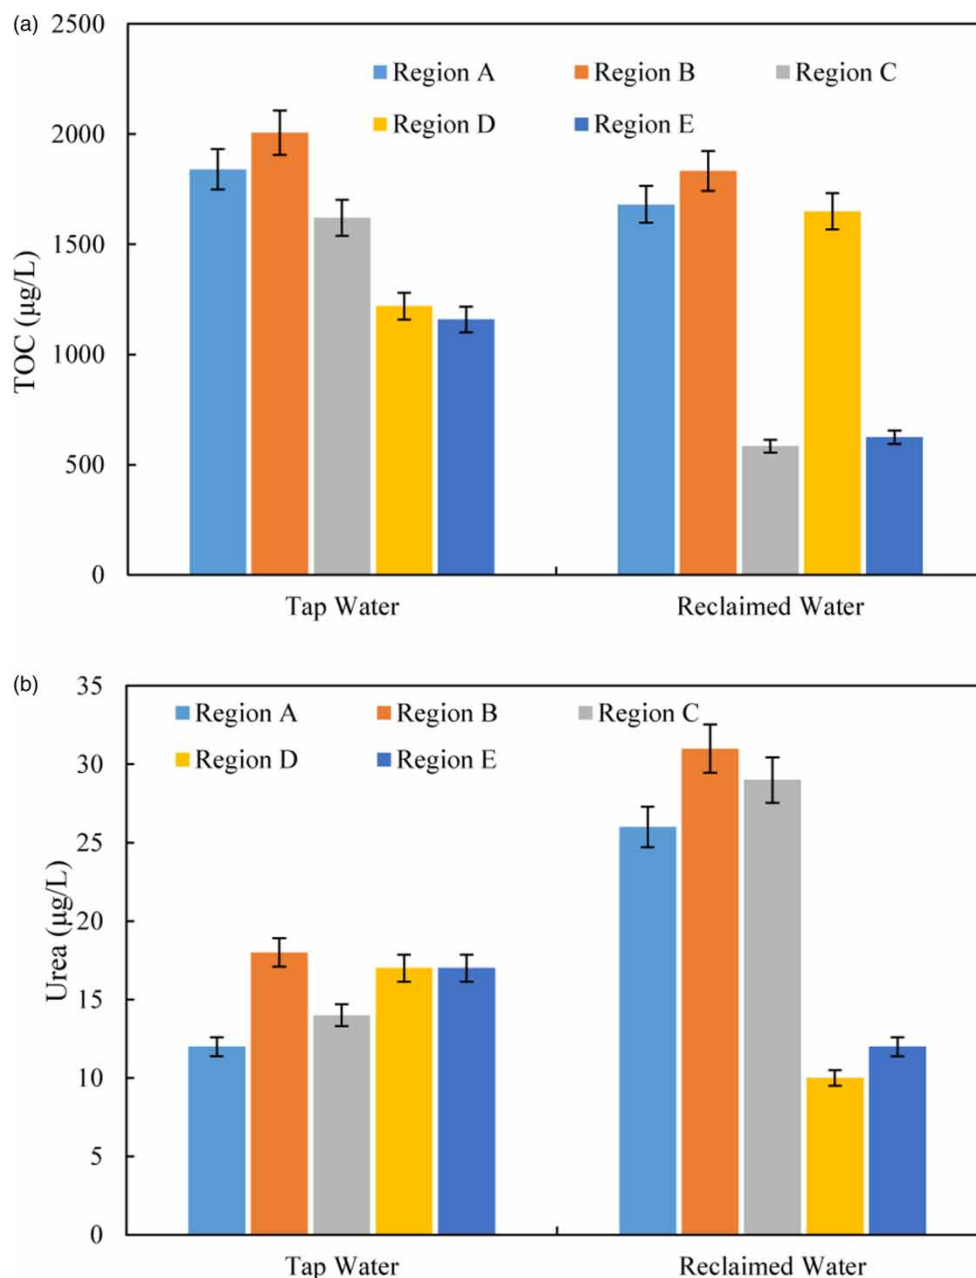 (a)
2500
2000
1500
1000
500
0
TOC (µg/L)
Region A Region B Region C
Region D Region E
Tap Water Reclaimed Water
(b)
35
30
25
20
15
10
5
0
Urea (µg/L)
Region A Region B Region C
Region D Region E
Tap Water Reclaimed Water